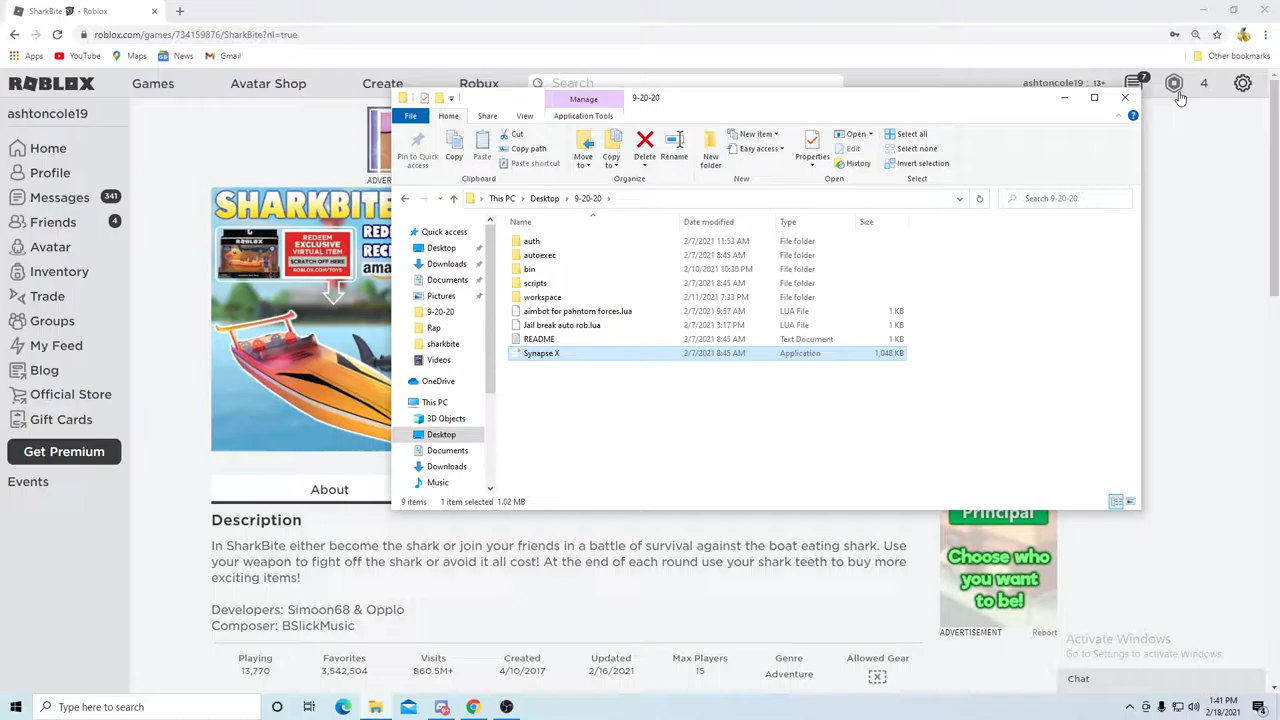 SharkBite - Roblox
roblox.com/games/734159876/SharkBite?nl=true
Apps YouTube Maps News Gmail Other bookmarks
ROBLOX Games Avatar Shop Create Robux Search ashtoncole19 : 13+ 7 4
ashtoncole19
Home
Profile
Messages 341
Friends 4
Avatar
Inventory
Trade
Groups
My Feed
Blog
Official Store
Gift Cards
Get Premium
Events
SHARKBITE
ROBLOX
REDEEM
EXCLUSIVE
VIRTUAL ITEM
SCRATCH OFF HERE
ROBLOX.COM/TOYS
RED
REC
amaz
ADVER
Manage 9-20-20
File Home Share View Application Tools
Pin to Quick access
Copy
Paste
Cut
Copy path
Paste shortcut
Move to
Copy to
Delete
Rename
New folder
New item
Easy access
Properties
Open
Edit
History
Select all
Select none
Invert selection
Clipboard Organize New Open Select
This PC > Desktop > 9-20-20 > Search 9-20-20
Name Date modified Type Size
auth 2/7/2021 11:53 AM File folder
autoexec 2/7/2021 8:45 AM File folder
bin 2/10/2021 10:30 PM File folder
scripts 2/7/2021 8:45 AM File folder
workspace 2/11/2021 7:33 PM File folder
aimbot for pahntom forces.lua 2/7/2021 9:57 AM LUA File 1 KB
Jail break auto rob.lua 2/7/2021 3:17 PM LUA File 1 KB
README 2/7/2021 8:45 AM Text Document 1 KB
Synapse X 2/7/2021 8:45 AM Application 1,048 KB
Quick access
Desktop
Downloads
Documents
Pictures
9-20-20
Rap
sharkbite
Videos
OneDrive
This PC
3D Objects
Desktop
Documents
Downloads
Music
9 items 1 item selected 1.02 MB
About
Description
In SharkBite either become the shark or join your friends in a battle of survival against the boat eating shark. Use
your weapon to fight off the shark or avoid it all cost! At the end of each round use your shark teeth to buy more
exciting items!
Developers: Simoon68 & Opplo
Composer: BSlickMusic
Playing Favorites Visits Created Updated Max Players Genre Allowed Gear
13,770 3,542,504 860.5M+ 4/10/2017 2/16/2021 15 Adventure
Principal
Choose who
you want
to be!
ADVERTISEMENT Report
Activate Windows
Go to Settings to activate Windows.
Chat
Type here to search
1:41 PM
2/18/2021
4